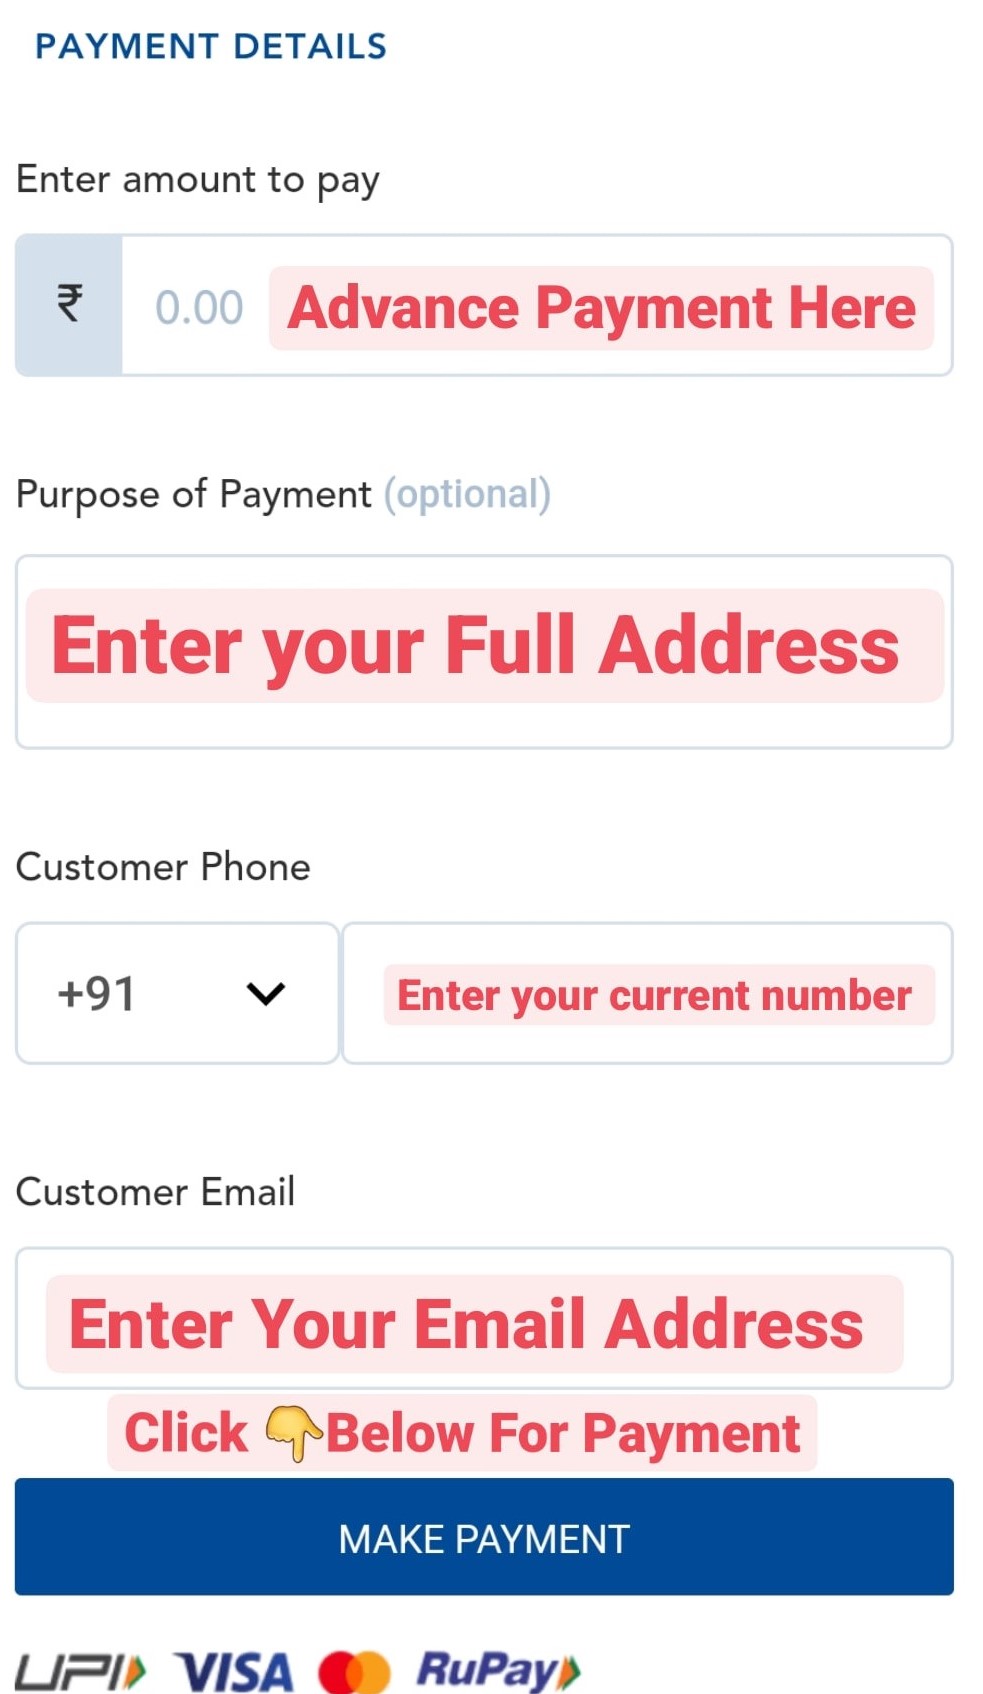 PAYMENT DETAILS
Enter amount to pay
₹ 0.00 Advance Payment Here
Purpose of Payment (optional)
Enter your Full Address
Customer Phone
+91 Enter your current number
Customer Email
Enter Your Email Address
Click 👇Below For Payment
MAKE PAYMENT
UPI VISA RuPay